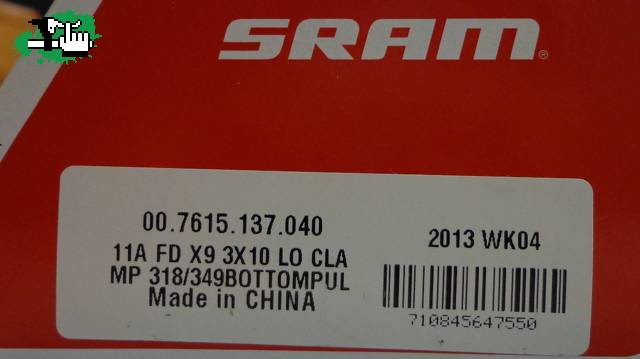 SRAM®
00.7615.137.040
11A FD X9 3X10 LO CLA
MP 318/349BOTTOMPUL
Made in CHINA
2013 WK04
710845647550